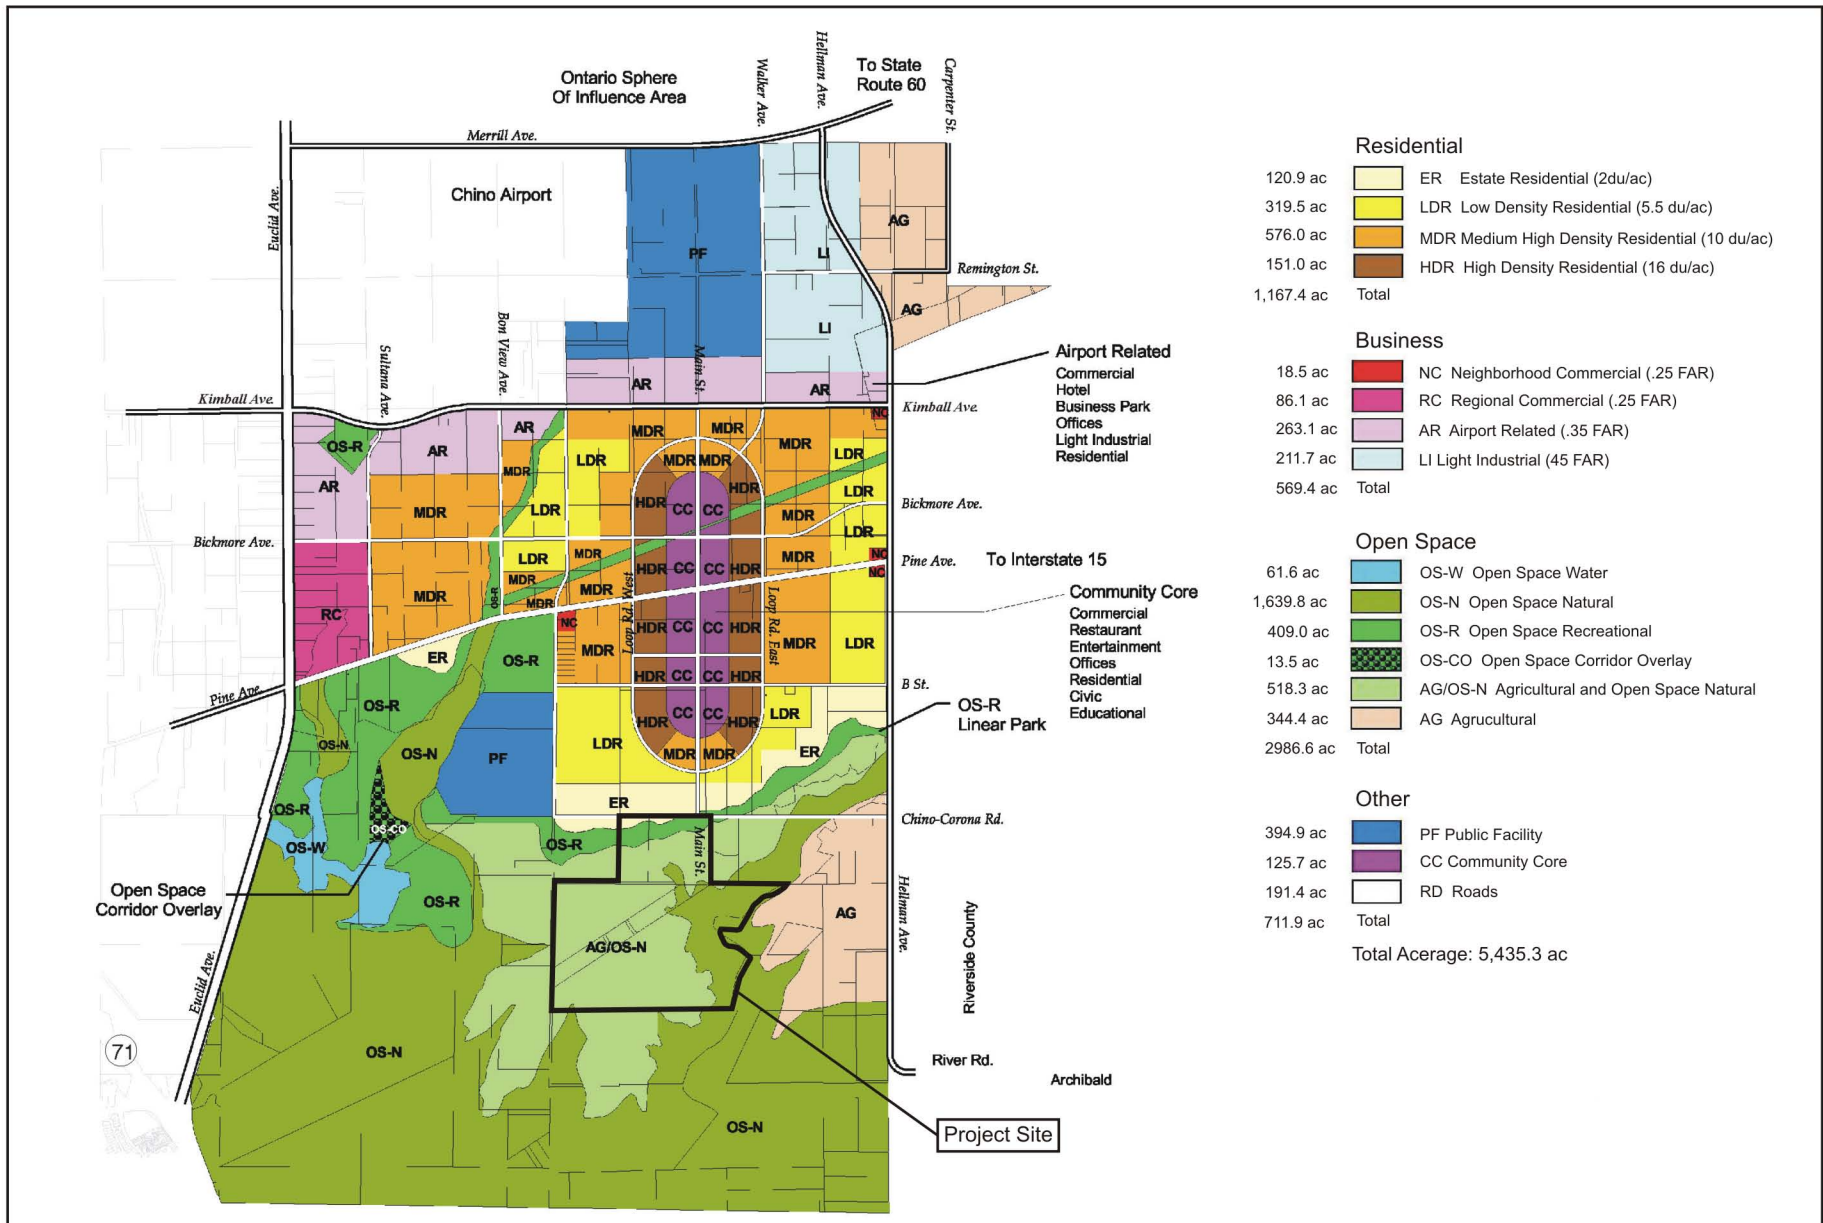 Ontario Sphere
Of Influence Area
Walker Ave.
Hellman Ave.
To State
Route 60
Carpenter St.
Merrill Ave.
Euclid Ave.
Chino Airport
PF
LI
AG
Remington St.
AG
LI
Bon View Ave.
Sultana Ave.
Main St.
AR
AR
Airport Related
Commercial
Hotel
Business Park
Offices
Light Industrial
Residential
Kimball Ave.
Kimball Ave.
NC
OS-R
AR
AR
MDR
MDR
MDR
LDR
AR
MDR
LDR
MDR
MDR
HDR
LDR
MDR
LDR
HDR
CC
CC
MDR
LDR
Bickmore Ave.
Bickmore Ave.
LDR
MDR
HDR
CC
CC
HDR
MDR
NC
NC
Pine Ave.
To Interstate 15
MDR
OS-R
MDR
MDR
MDR
Loop Rd. West
Loop Rd. East
Community Core
Commercial
Restaurant
Entertainment
Offices
Residential
Civic
Educational
RC
NC
MDR
HDR
CC
CC
HDR
MDR
LDR
ER
OS-R
HDR
CC
CC
HDR
B St.
Pine Ave.
OS-R
HDR
CC
CC
HDR
LDR
OS-R
Linear Park
OS-N
OS-N
PF
LDR
MDR
MDR
ER
OS-R
ER
OS-CO
Chino-Corona Rd.
OS-W
OS-R
Main St.
Open Space
Corridor Overlay
OS-R
AG
Hellman Ave.
AG/OS-N
Riverside County
Euclid Ave.
71
OS-N
River Rd.
Archibald
OS-N
Project Site
Residential
120.9 ac ER Estate Residential (2du/ac)
319.5 ac LDR Low Density Residential (5.5 du/ac)
576.0 ac MDR Medium High Density Residential (10 du/ac)
151.0 ac HDR High Density Residential (16 du/ac)
1,167.4 ac Total
Business
18.5 ac NC Neighborhood Commercial (.25 FAR)
86.1 ac RC Regional Commercial (.25 FAR)
263.1 ac AR Airport Related (.35 FAR)
211.7 ac LI Light Industrial (45 FAR)
569.4 ac Total
Open Space
61.6 ac OS-W Open Space Water
1,639.8 ac OS-N Open Space Natural
409.0 ac OS-R Open Space Recreational
13.5 ac OS-CO Open Space Corridor Overlay
518.3 ac AG/OS-N Agricultural and Open Space Natural
344.4 ac AG Agrucultural
2986.6 ac Total
Other
394.9 ac PF Public Facility
125.7 ac CC Community Core
191.4 ac RD Roads
711.9 ac Total
Total Acerage: 5,435.3 ac